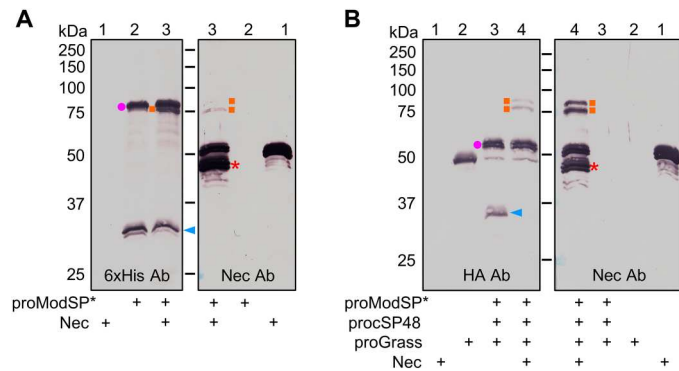 A
kDa 1 2 3 3 2 1
250
150
100
75
50
37
25
*
6xHis Ab Nec Ab
proModSP* + + + +
Nec + + + +
B
kDa 1 2 3 4 4 3 2 1
250
150
100
75
50
37
25
*
HA Ab Nec Ab
proModSP* + + + +
procSP48 + + + +
proGrass + + + + + +
Nec + + + +